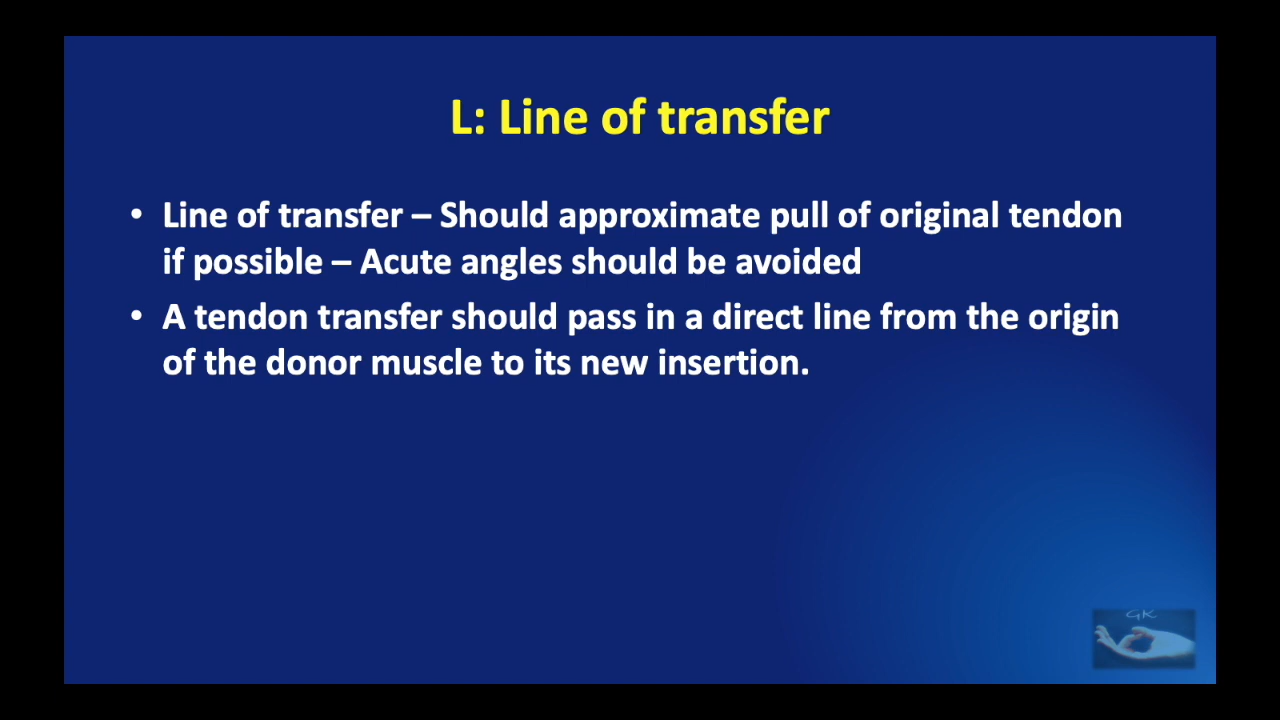 L: Line of transfer
• Line of transfer – Should approximate pull of original tendon
if possible – Acute angles should be avoided
• A tendon transfer should pass in a direct line from the origin
of the donor muscle to its new insertion.
GK